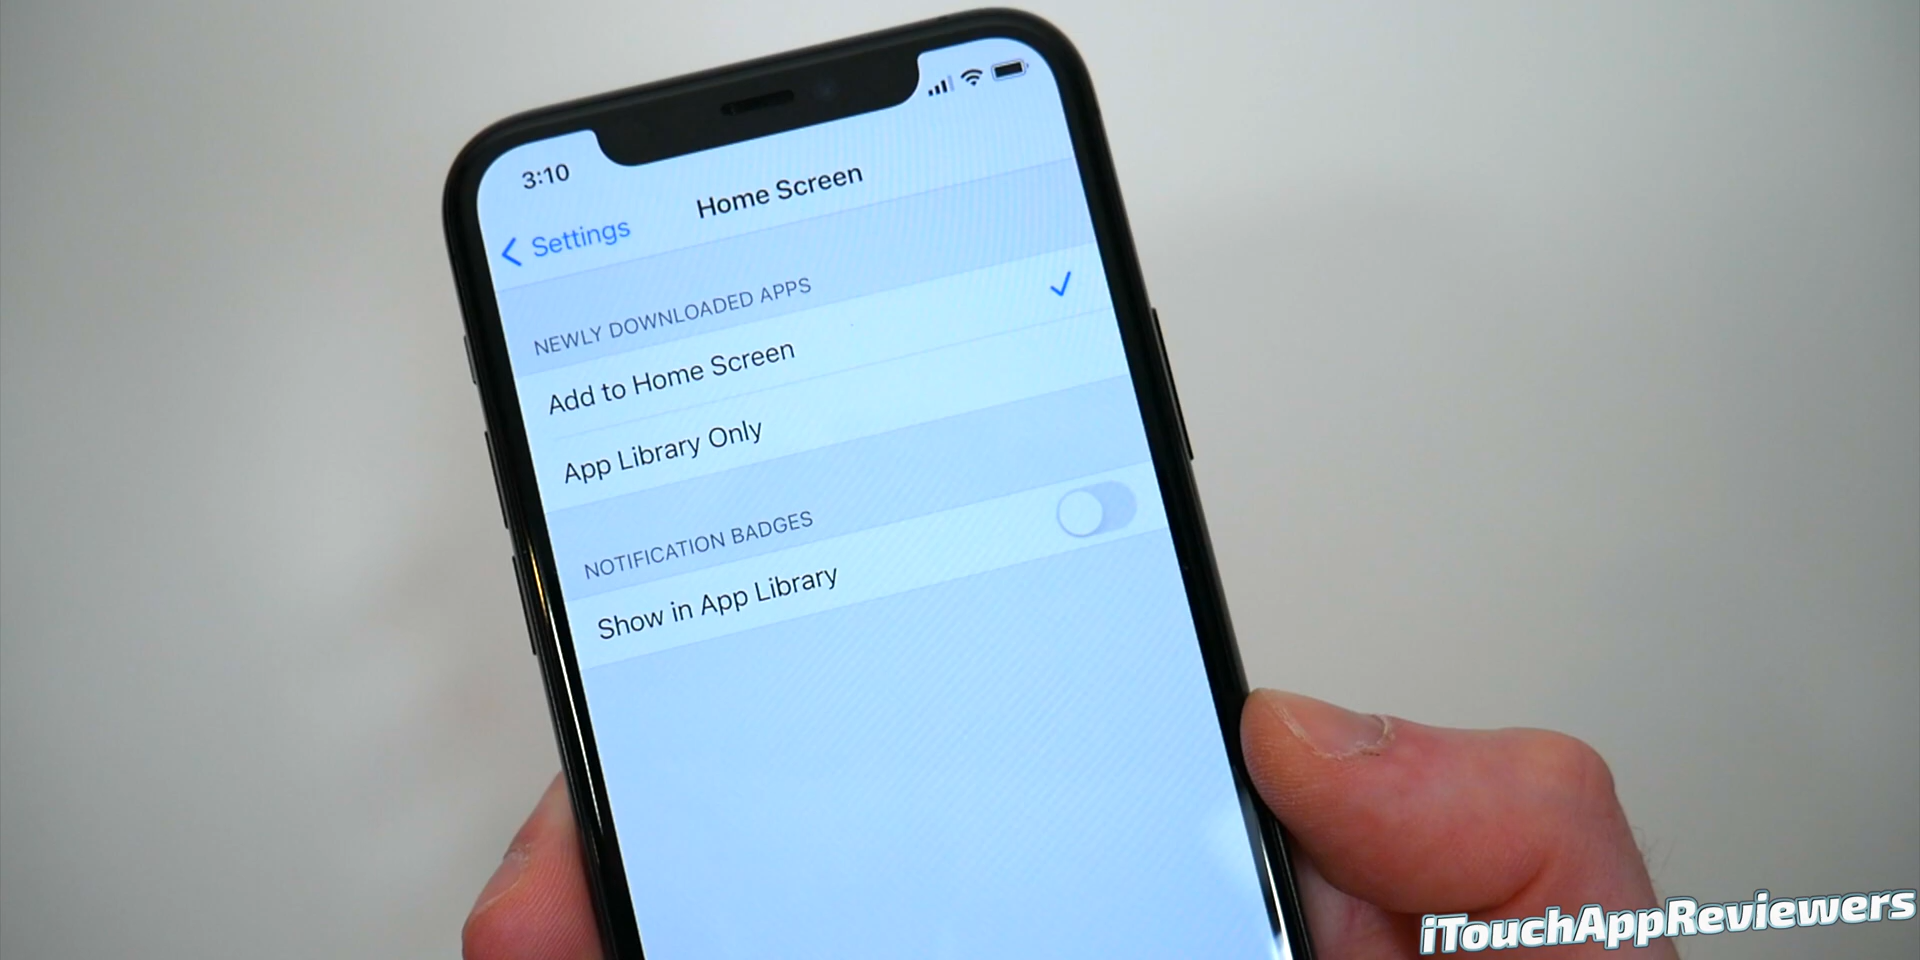 3:10
Settings
Home Screen
NEWLY DOWNLOADED APPS
Add to Home Screen
App Library Only
NOTIFICATION BADGES
Show in App Library
iTouchAppReviewers